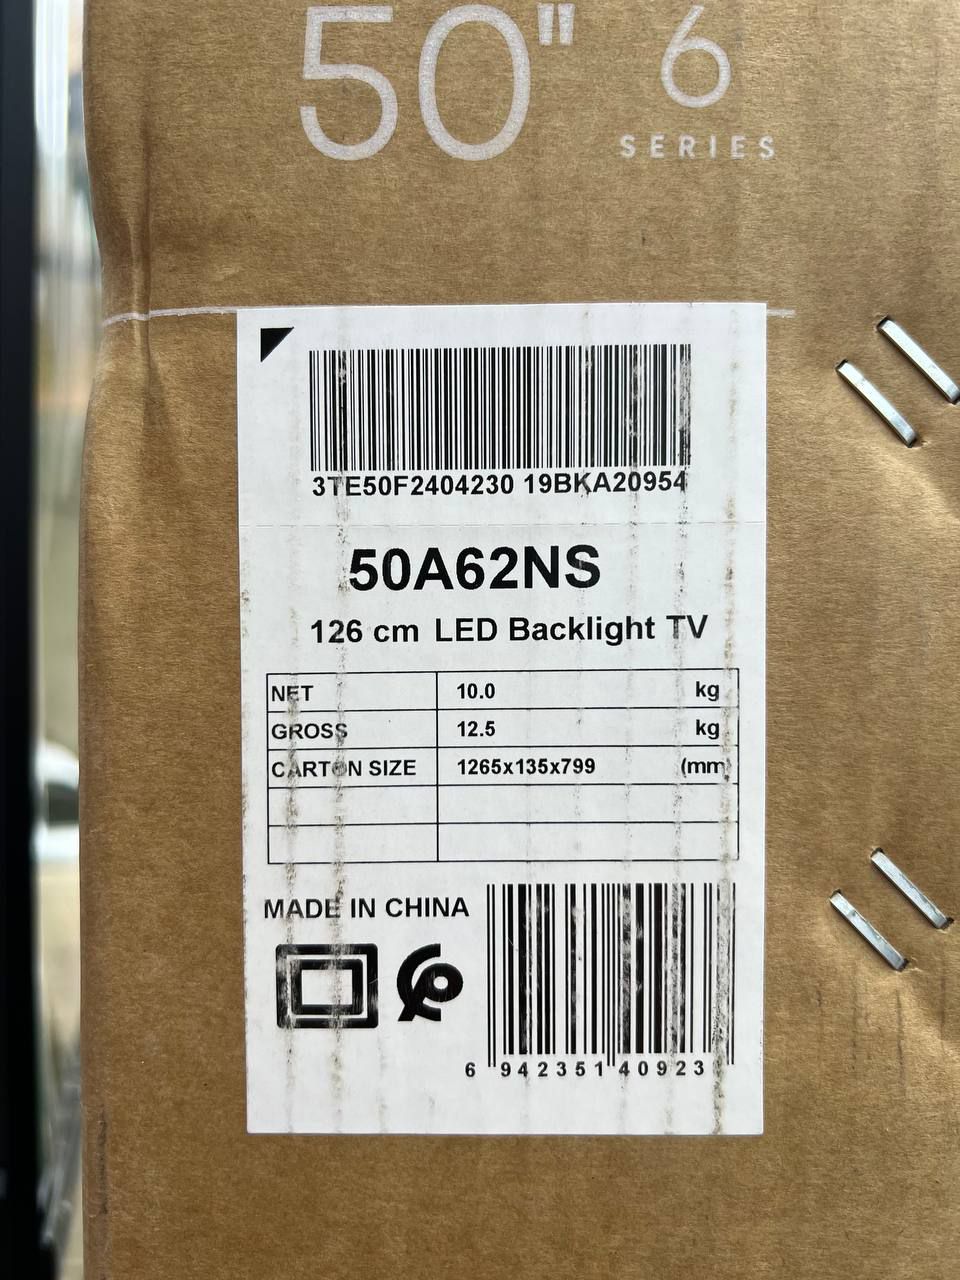 50" 6
SERIES
3TE50F2404230 19BKA20954
50A62NS
126 cm LED Backlight TV
NET 10.0 kg
GROSS 12.5 kg
CARTON SIZE 1265x135x799 (mm)
MADE IN CHINA
6 942351 40923